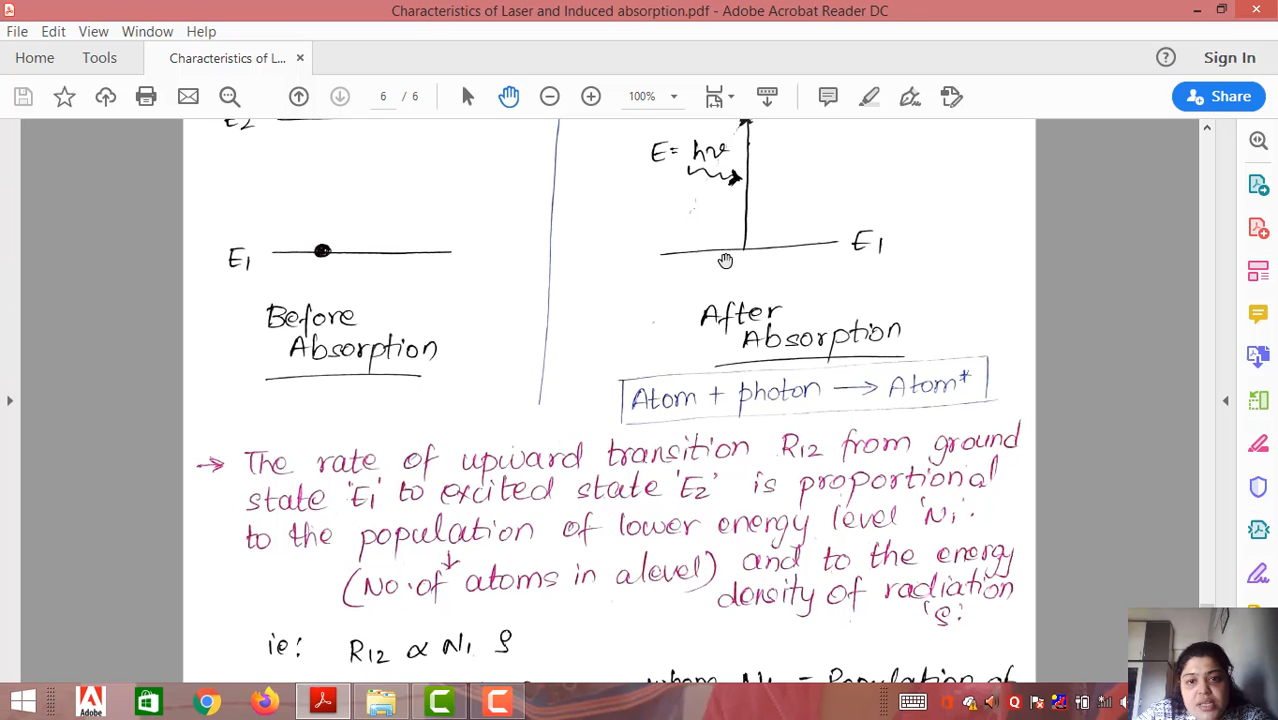 Characteristics of Laser and Induced absorption.pdf - Adobe Acrobat Reader DC
File Edit View Window Help
Home Tools Characteristics of L... × Sign In
6 / 6 100% Share
E2
E = hν
E1
E1
Before
Absorption
After
Absorption
Atom + photon → Atom*
→ The rate of upward transition R12 from ground
state 'E1' to excited state 'E2' is proportional
to the population of lower energy level 'N1'.
(No. of atoms in a level) and to the energy
density of radiation
'ρ'.
ie: R12 ∝ N1 ρ
where N1 = Population of
Adobe